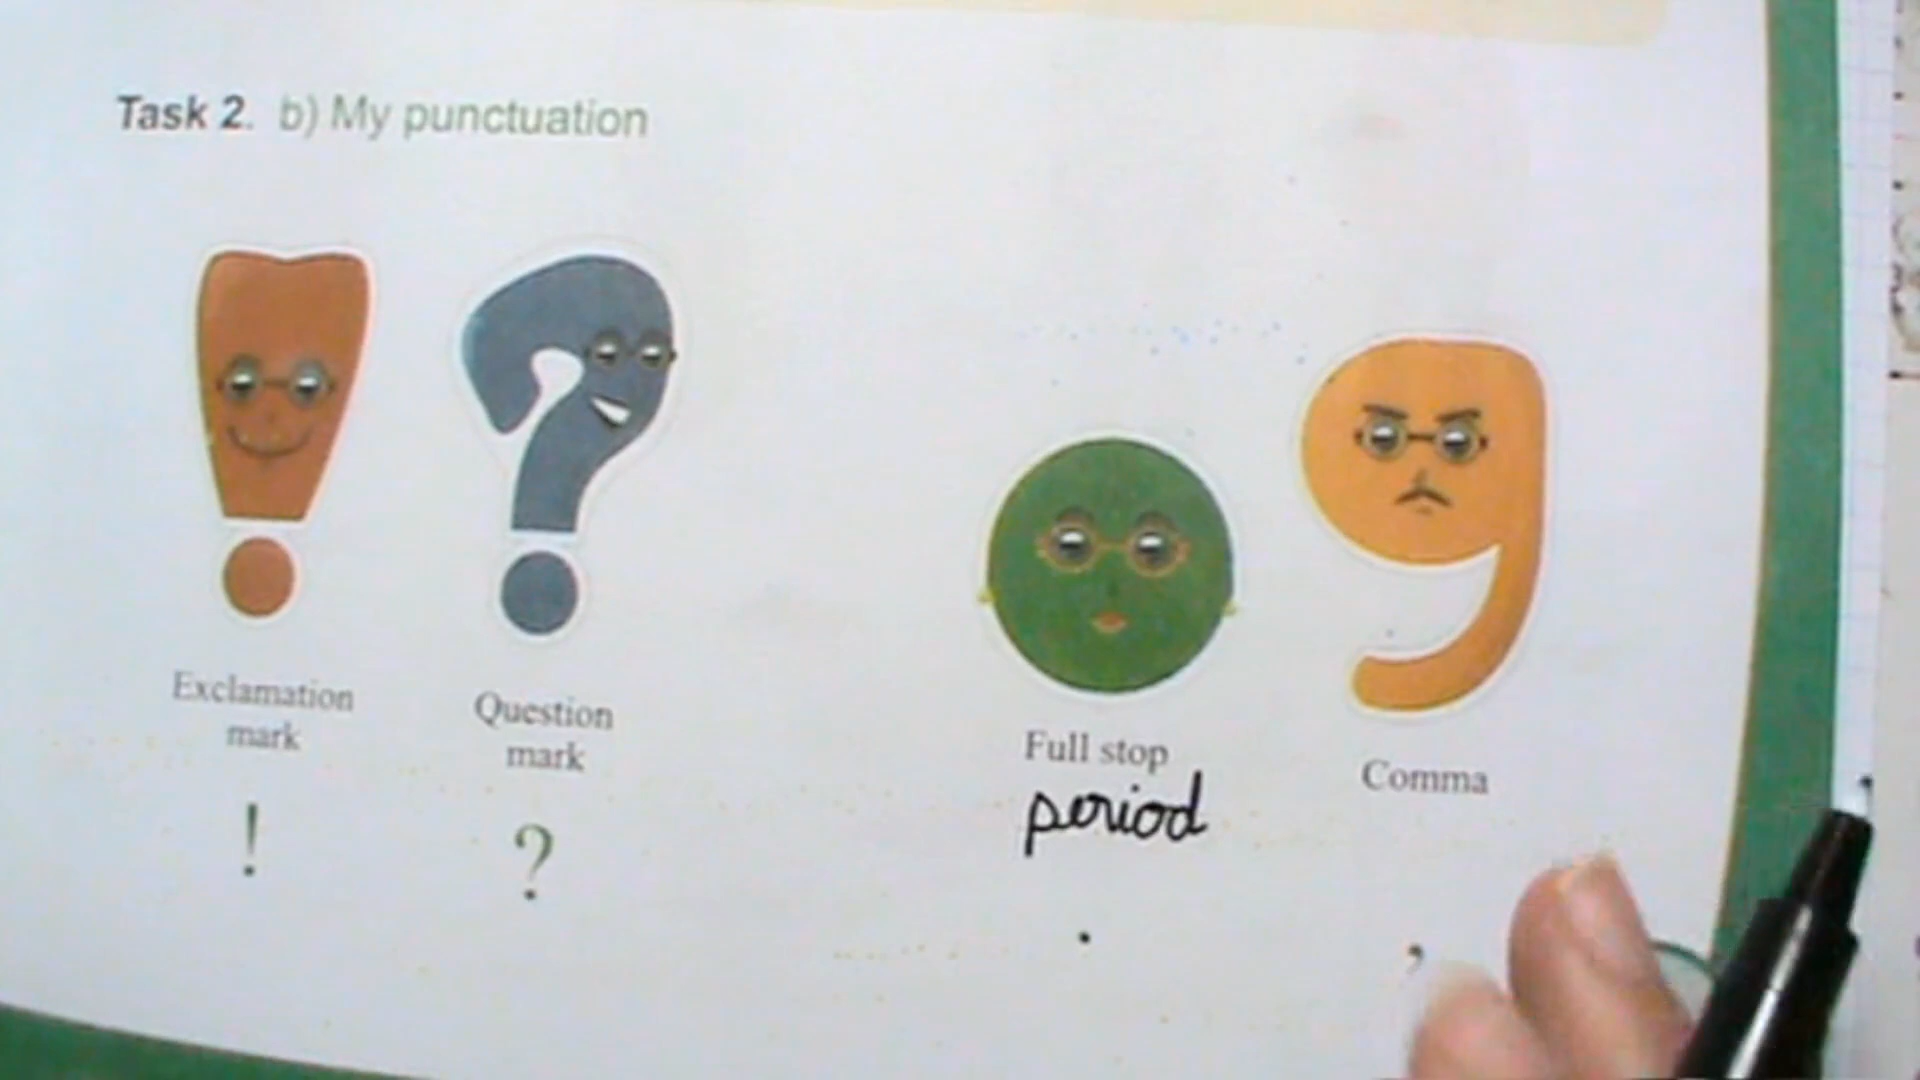 Task 2. b) My punctuation
Exclamation
mark
!
Question
mark
?
Full stop
period
.
Comma
,